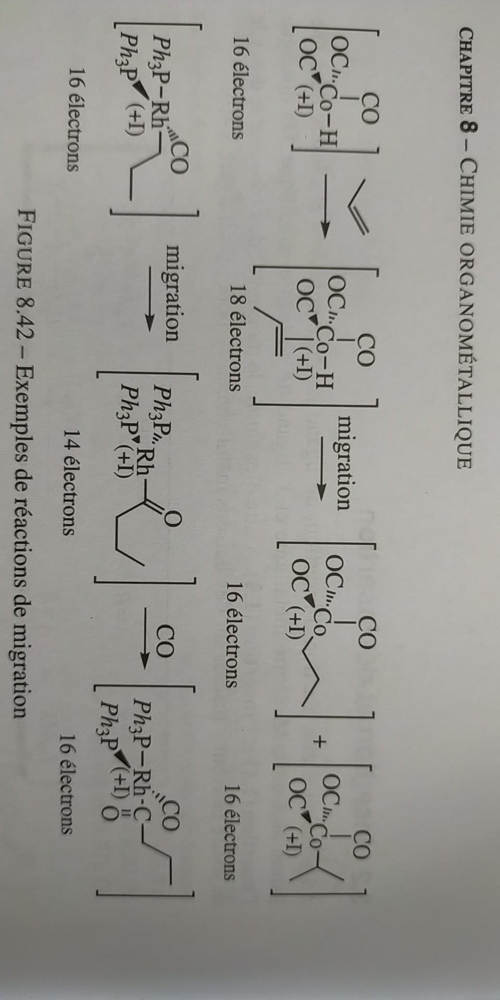 CHAPITRE 8 – CHIMIE ORGANOMÉTALLIQUE
CO CO CO CO
OC Co–H OC Co–H migration OC Co + OC Co
OC (+I) OC (+I) OC (+I) OC (+I)
16 électrons 18 électrons 16 électrons 16 électrons
CO migration O CO CO
Ph3P–Rh Ph3P Rh Ph3P–Rh-C
Ph3P (+I) Ph3P (+I) Ph3P (+I) O
16 électrons 14 électrons 16 électrons
FIGURE 8.42 – Exemples de réactions de migration